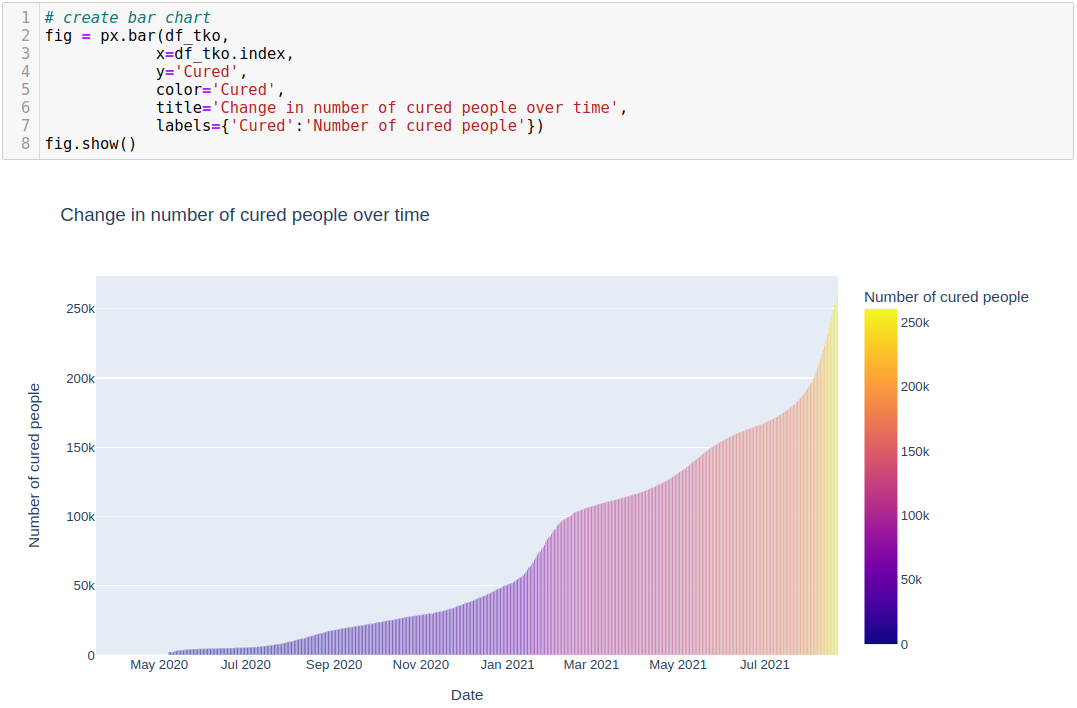 1 # create bar chart
2 fig = px.bar(df_tko,
3             x=df_tko.index,
4             y='Cured',
5             color='Cured',
6             title='Change in number of cured people over time',
7             labels={'Cured':'Number of cured people'})
8 fig.show()
Change in number of cured people over time
Number of cured people
250k
200k
150k
100k
50k
0
May 2020 Jul 2020 Sep 2020 Nov 2020 Jan 2021 Mar 2021 May 2021 Jul 2021
Date
Number of cured people
250k
200k
150k
100k
50k
0